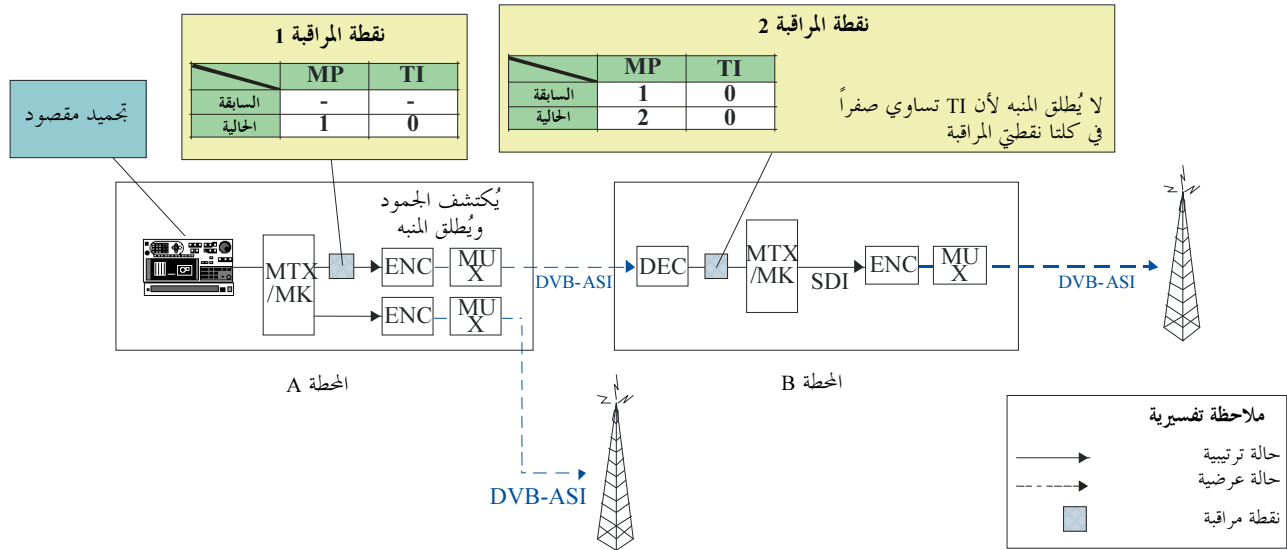 نقطة المراقبة 1
MP TI
السابقة - -
الحالية 1 0
نقطة المراقبة 2
MP TI
السابقة 1 0
الحالية 2 0
لا يُطلق المنبه لأن TI تساوي صفراً
في كلتا نقطتي المراقبة
تجميد مقصود
يُكتشف الجمود
ويُطلق المنبه
MTX
/MK
ENC
MU
X
DVB-ASI
ENC
MU
X
DVB-ASI
المحطة A
DEC
MTX
/MK
SDI
ENC
MU
X
DVB-ASI
المحطة B
ملاحظة تفسيرية
حالة ترتيبية
حالة عرضية
نقطة مراقبة